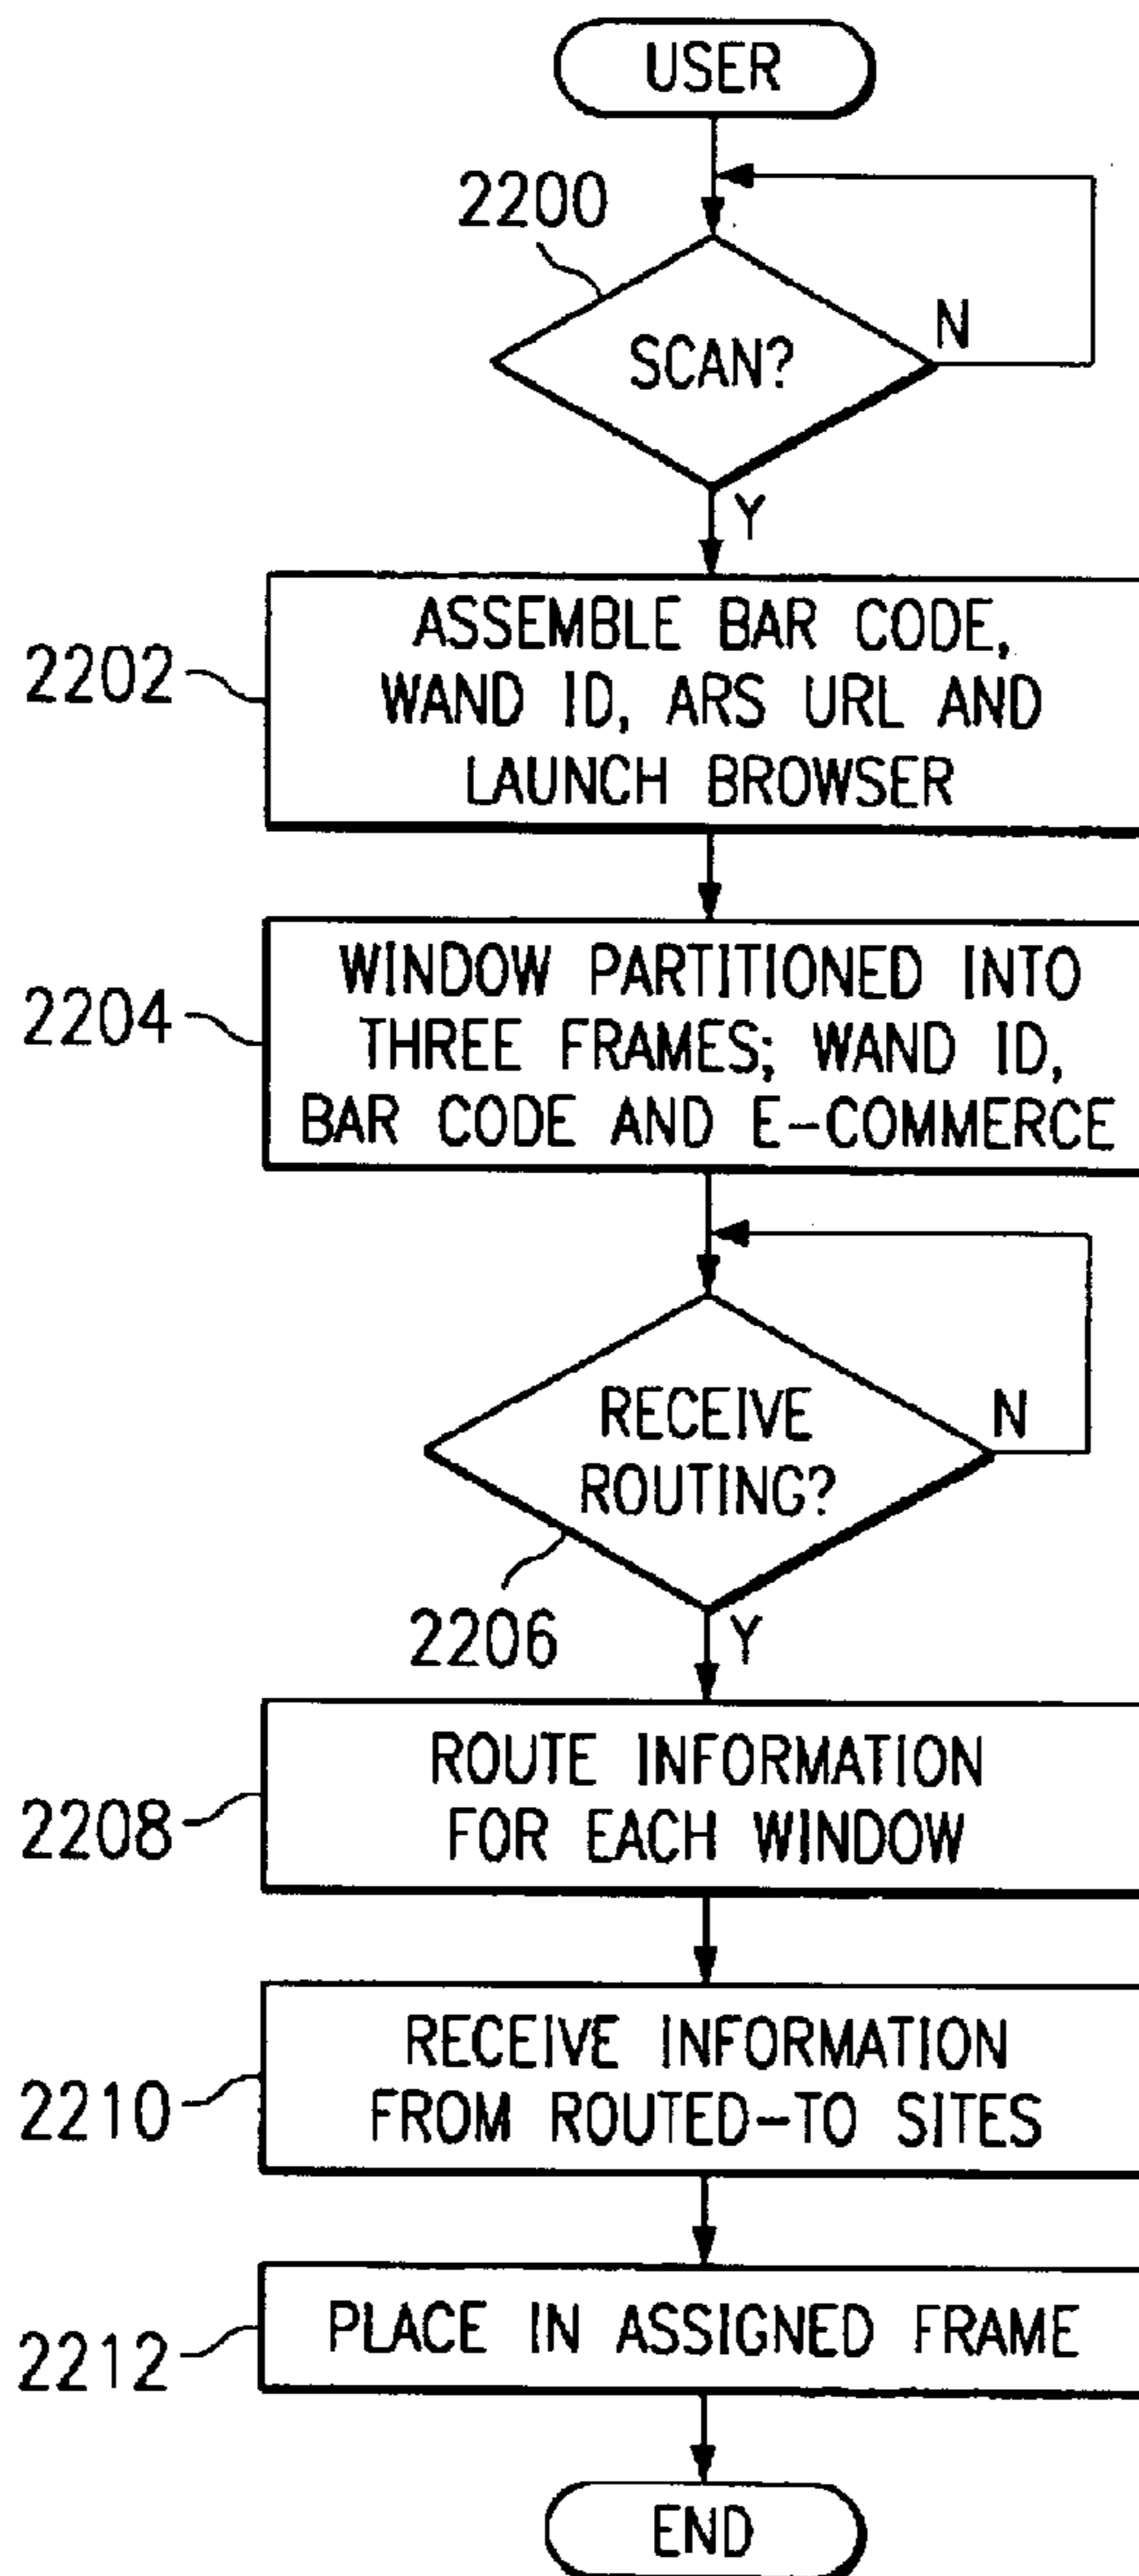 USER
2200
SCAN?
N
Y
2202
ASSEMBLE BAR CODE,
WAND ID, ARS URL AND
LAUNCH BROWSER
2204
WINDOW PARTITIONED INTO
THREE FRAMES; WAND ID,
BAR CODE AND E-COMMERCE
RECEIVE
ROUTING?
N
2206
Y
2208
ROUTE INFORMATION
FOR EACH WINDOW
2210
RECEIVE INFORMATION
FROM ROUTED-TO SITES
2212
PLACE IN ASSIGNED FRAME
END